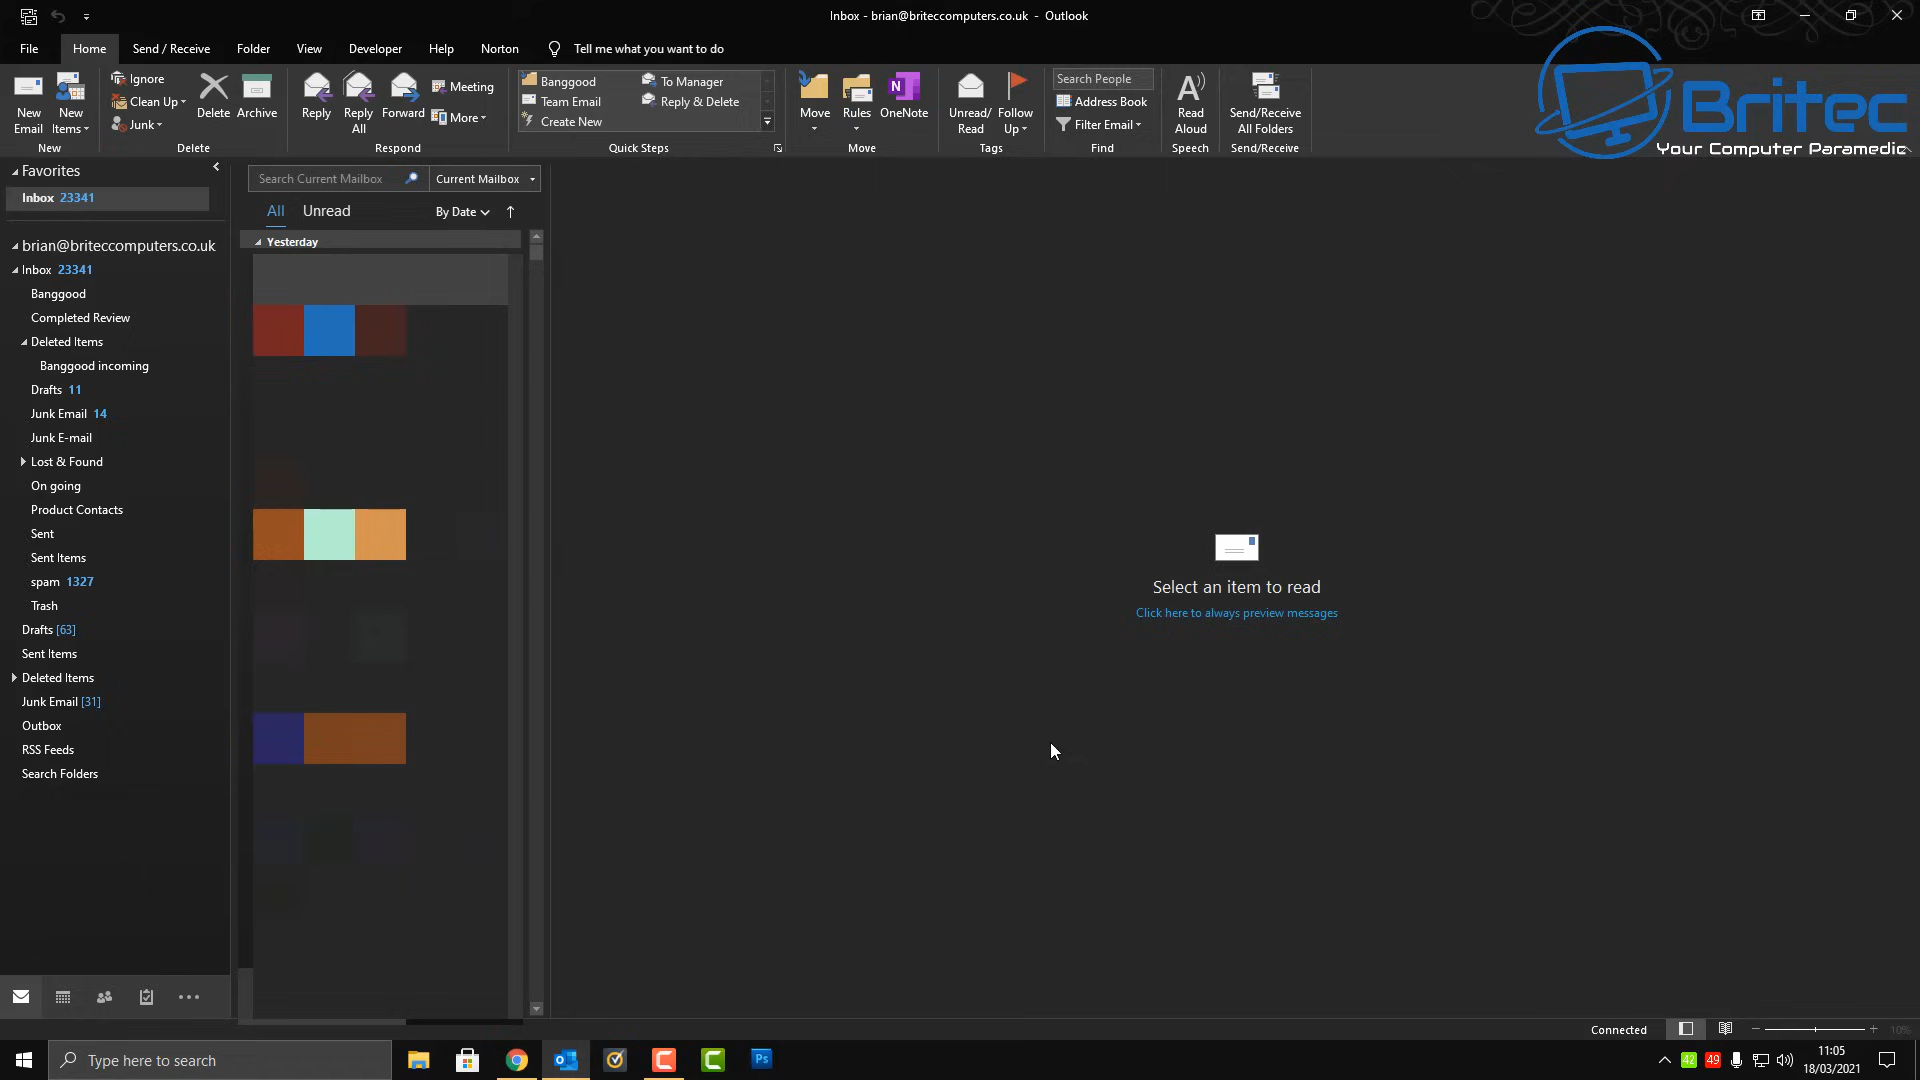 Inbox - brian@briteccomputers.co.uk - Outlook
File Home Send / Receive Folder View Developer Help Norton Tell me what you want to do
New Email
New Items
New
Ignore
Clean Up
Junk
Delete
Archive
Delete
Reply
Reply All
Forward
Meeting
More
Respond
Banggood
Team Email
Create New
To Manager
Reply & Delete
Quick Steps
Move
Rules
OneNote
Move
Unread/ Read
Follow Up
Tags
Search People
Address Book
Filter Email
Find
Read Aloud
Speech
Send/Receive All Folders
Send/Receive
Britec
Your Computer Paramedic
Favorites
Inbox 23341
brian@briteccomputers.co.uk
Inbox 23341
Banggood
Completed Review
Deleted Items
Banggood incoming
Drafts 11
Junk Email 14
Junk E-mail
Lost & Found
On going
Product Contacts
Sent
Sent Items
spam 1327
Trash
Drafts [63]
Sent Items
Deleted Items
Junk Email [31]
Outbox
RSS Feeds
Search Folders
Search Current Mailbox
Current Mailbox
All Unread By Date
Yesterday
Select an item to read
Click here to always preview messages
Connected
10%
Type here to search
Ps
42
49
11:05
18/03/2021